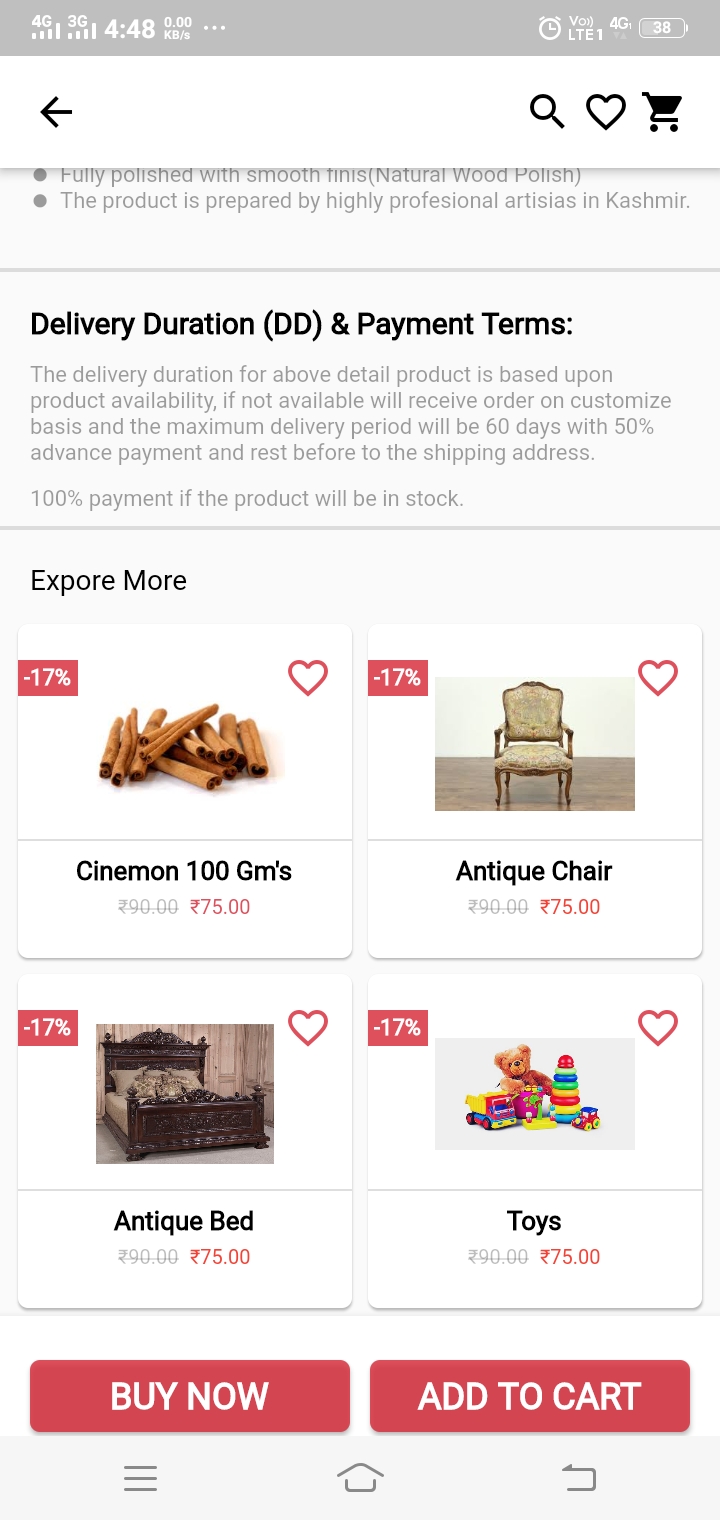 4G 3G 4:48 0.00 KB/s ... Vo)) LTE1 4G 38
● Fully polished with smooth finis(Natural Wood Polish)
● The product is prepared by highly profesional artisias in Kashmir.
Delivery Duration (DD) & Payment Terms:
The delivery duration for above detail product is based upon
product availability, if not available will receive order on customize
basis and the maximum delivery period will be 60 days with 50%
advance payment and rest before to the shipping address.
100% payment if the product will be in stock.
Expore More
-17%
Cinemon 100 Gm's
₹90.00 ₹75.00
-17%
Antique Chair
₹90.00 ₹75.00
-17%
Antique Bed
₹90.00 ₹75.00
-17%
Toys
₹90.00 ₹75.00
BUY NOW
ADD TO CART